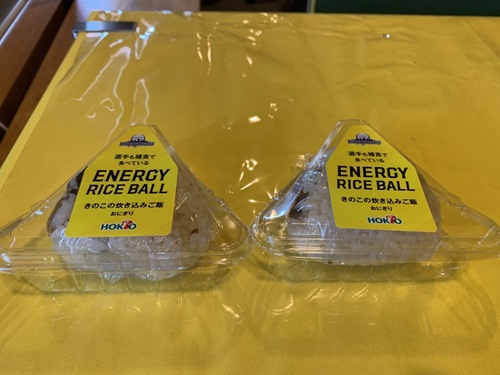 選手も補食で
食べている
ENERGY
RICE BALL
きのこの炊き込みご飯
おにぎり
HOKTO
選手も補食で
食べている
ENERGY
RICE BALL
きのこの炊き込みご飯
おにぎり
HOKTO